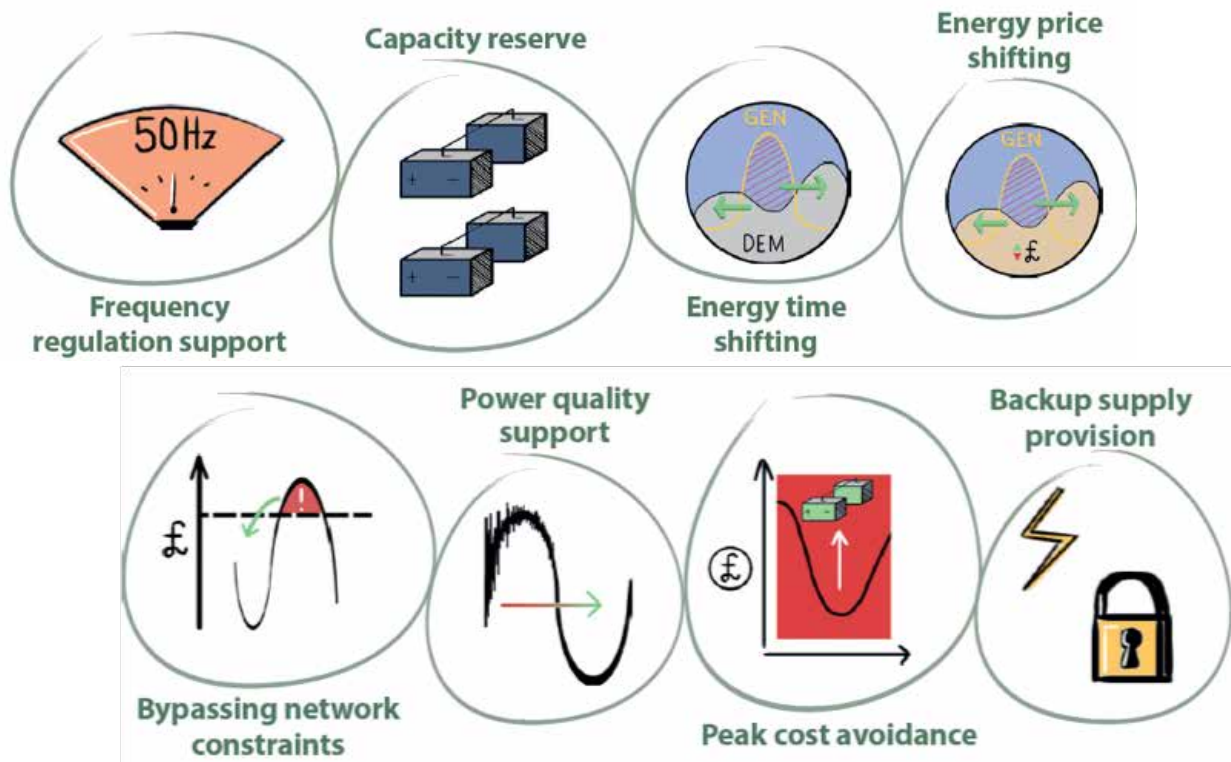 Capacity reserve
Energy price
shifting
50Hz
GEN
DEM
GEN
£
Frequency
regulation support
Energy time
shifting
Power quality
support
Backup supply
provision
£
!
+ -
+ -
+ -
£
Bypassing network
constraints
Peak cost avoidance